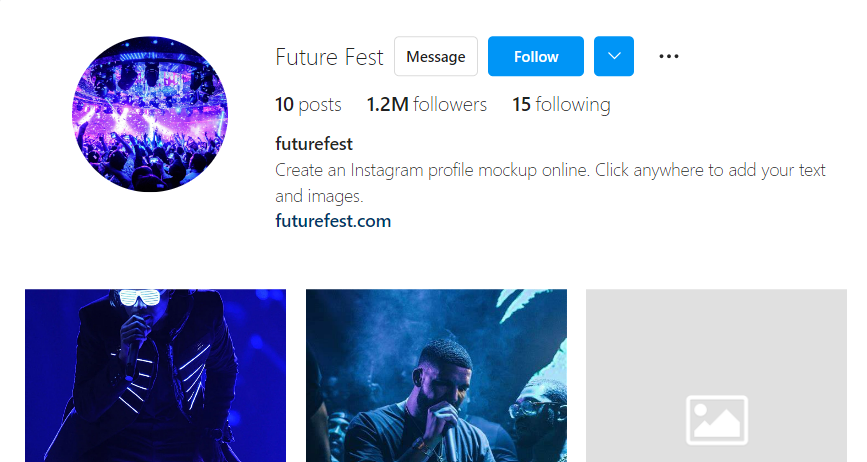 Future Fest Message Follow
10 posts 1.2M followers 15 following
futurefest
Create an Instagram profile mockup online. Click anywhere to add your text
and images.
futurefest.com